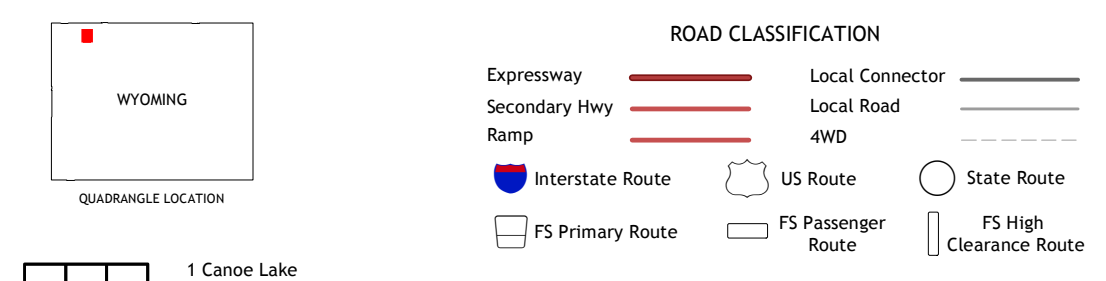 WYOMING
QUADRANGLE LOCATION
1 Canoe Lake
ROAD CLASSIFICATION
Expressway
Local Connector
Secondary Hwy
Local Road
Ramp
4WD
Interstate Route
US Route
State Route
FS Primary Route
FS Passenger
Route
FS High
Clearance Route